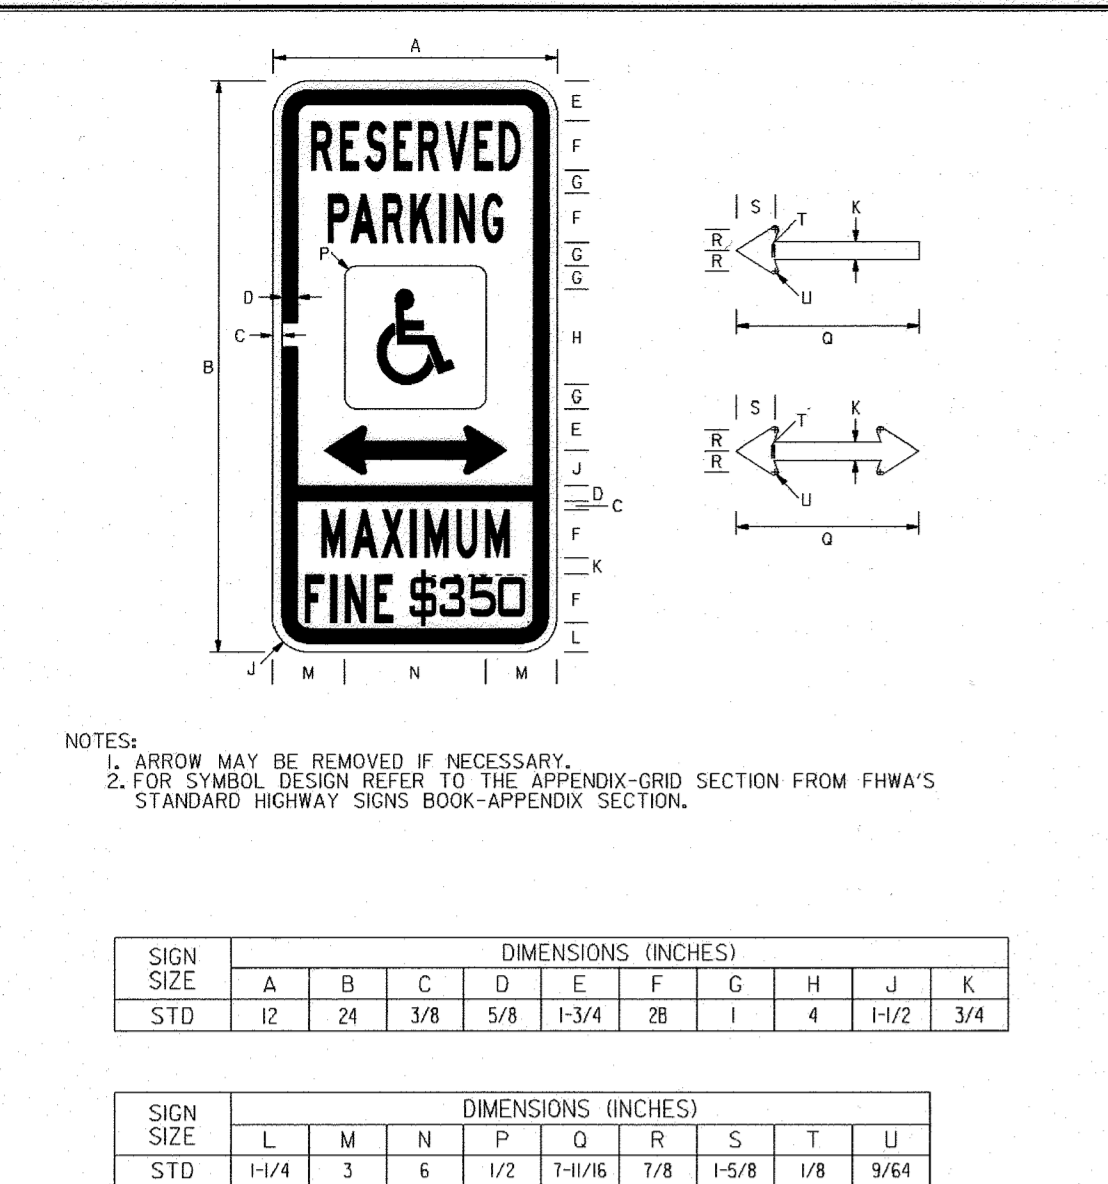 A
RESERVED
PARKING
P
D
C
B
E
F
G
F
G
G
H
G
E
J
D
C
F
K
F
L
MAXIMUM
FINE $350
J
M N M
S T K
R
R
U
Q
S T K
R
R
U
Q
NOTES:
1. ARROW MAY BE REMOVED IF NECESSARY.
2. FOR SYMBOL DESIGN REFER TO THE APPENDIX-GRID SECTION FROM FHWA'S
STANDARD HIGHWAY SIGNS BOOK-APPENDIX SECTION.
SIGN SIZE DIMENSIONS (INCHES)
A B C D E F G H J K
STD 12 24 3/8 5/8 1-3/4 2B 1 4 1-1/2 3/4
SIGN SIZE DIMENSIONS (INCHES)
L M N P Q R S T U
STD 1-1/4 3 6 1/2 7-11/16 7/8 1-5/8 1/8 9/64